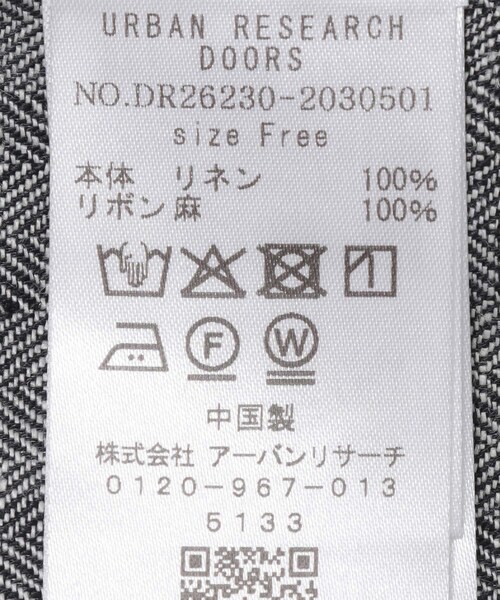 URBAN RESEARCH
DOORS
NO.DR26230-2030501
size Free
本体 リネン 100%
リボン 麻 100%
F W
中国製
株式会社 アーバンリサーチ
0120-967-013
5133